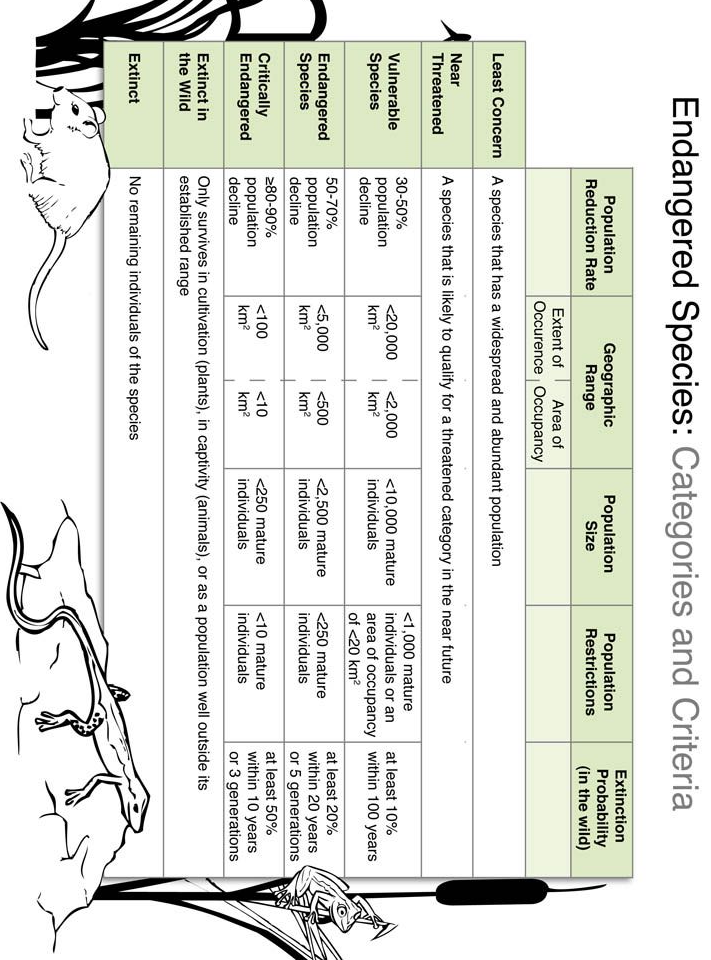 Endangered Species: Categories and Criteria
Population
Reduction Rate
Geographic
Range
Population
Size
Population
Restrictions
Extinction
Probability
(in the wild)
Extent of
Occurence
Area of
Occupancy
Least Concern
A species that has a widespread and abundant population
Near
Threatened
A species that is likely to qualify for a threatened category in the near future
Vulnerable
Species
30-50%
population
decline
<20,000
km²
<2,000
km²
<10,000 mature
individuals
<1,000 mature
individuals or an
area of occupancy
of <20 km²
at least 10%
within 100 years
Endangered
Species
50-70%
population
decline
<5,000
km²
<500
km²
<2,500 mature
individuals
<250 mature
individuals
at least 20%
within 20 years
or 5 generations
Critically
Endangered
≥80-90%
population
decline
<100
km²
<10
km²
<250 mature
individuals
<10 mature
individuals
at least 50%
within 10 years
or 3 generations
Extinct in
the Wild
Only survives in cultivation (plants), in captivity (animals), or as a population well outside its
established range
Extinct
No remaining individuals of the species